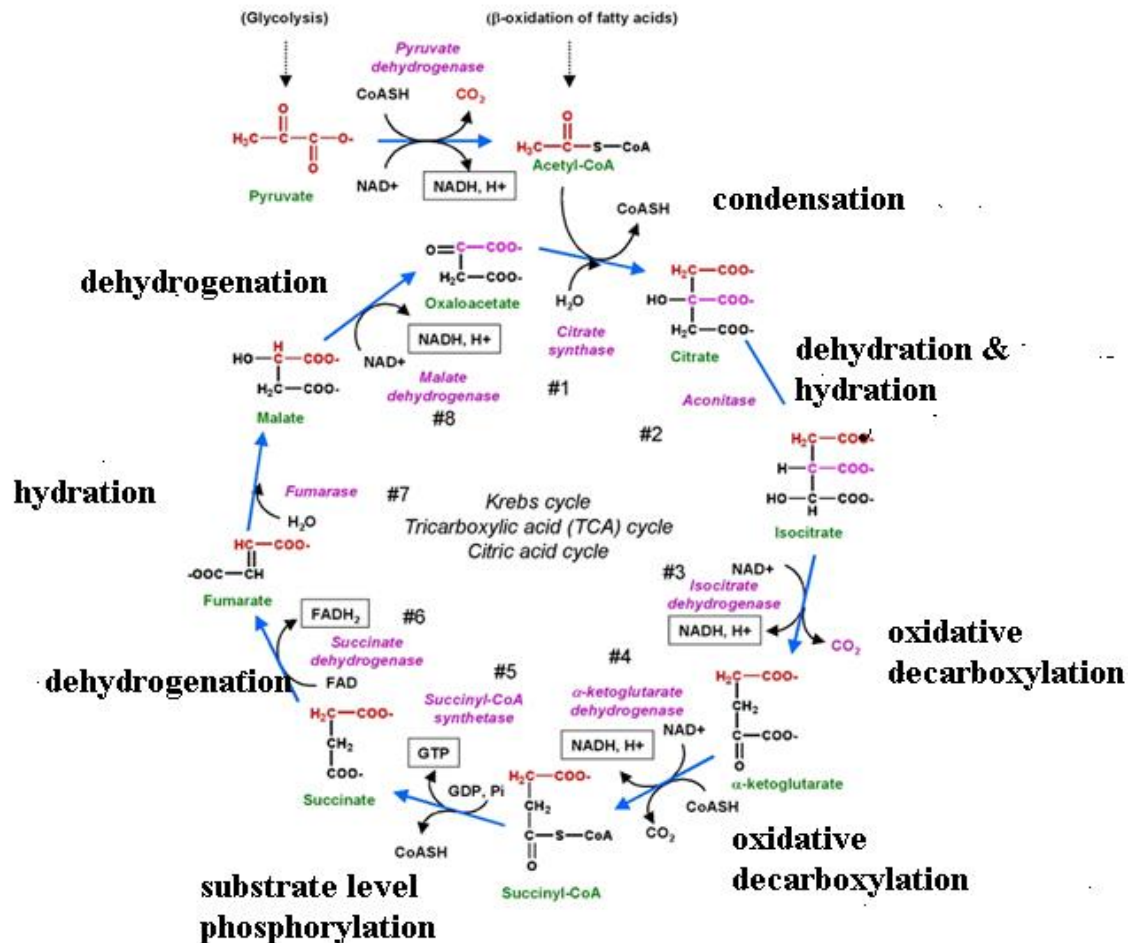 (Glycolysis)
(β-oxidation of fatty acids)
Pyruvate
dehydrogenase
CoASH
CO2
H3C—C—C—O-
O
O
Pyruvate
NAD+
NADH, H+
O
H3C—C—S—CoA
Acetyl-CoA
CoASH
condensation
dehydrogenation
O=C—COO-
H2C—COO-
Oxaloacetate
H2O
Citrate
synthase
H2C—COO-
HO—C—COO-
H2C—COO-
Citrate
NADH, H+
NAD+
Malate
dehydrogenase
#8
#1
H
HO—C—COO-
H2C—COO-
Malate
dehydration &
hydration
Aconitase
#2
H2C—COO-
H—C—COO-
HO—C—COO-
H
Isocitrate
hydration
Fumarase
#7
H2O
Krebs cycle
Tricarboxylic acid (TCA) cycle
Citric acid cycle
HC—COO-
-OOC—CH
Fumarate
NAD+
#3
Isocitrate
dehydrogenase
NADH, H+
CO2
oxidative
decarboxylation
FADH2
#6
Succinate
dehydrogenase
dehydrogenation
FAD
#5
Succinyl-CoA
synthetase
#4
α-ketoglutarate
dehydrogenase
NAD+
NADH, H+
H2C—COO-
CH2
C—COO-
O
α-ketoglutarate
H2C—COO-
CH2
COO-
Succinate
GTP
GDP, Pi
CoASH
H2C—COO-
CH2
C—S—CoA
O
Succinyl-CoA
CoASH
CO2
oxidative
decarboxylation
substrate level
phosphorylation